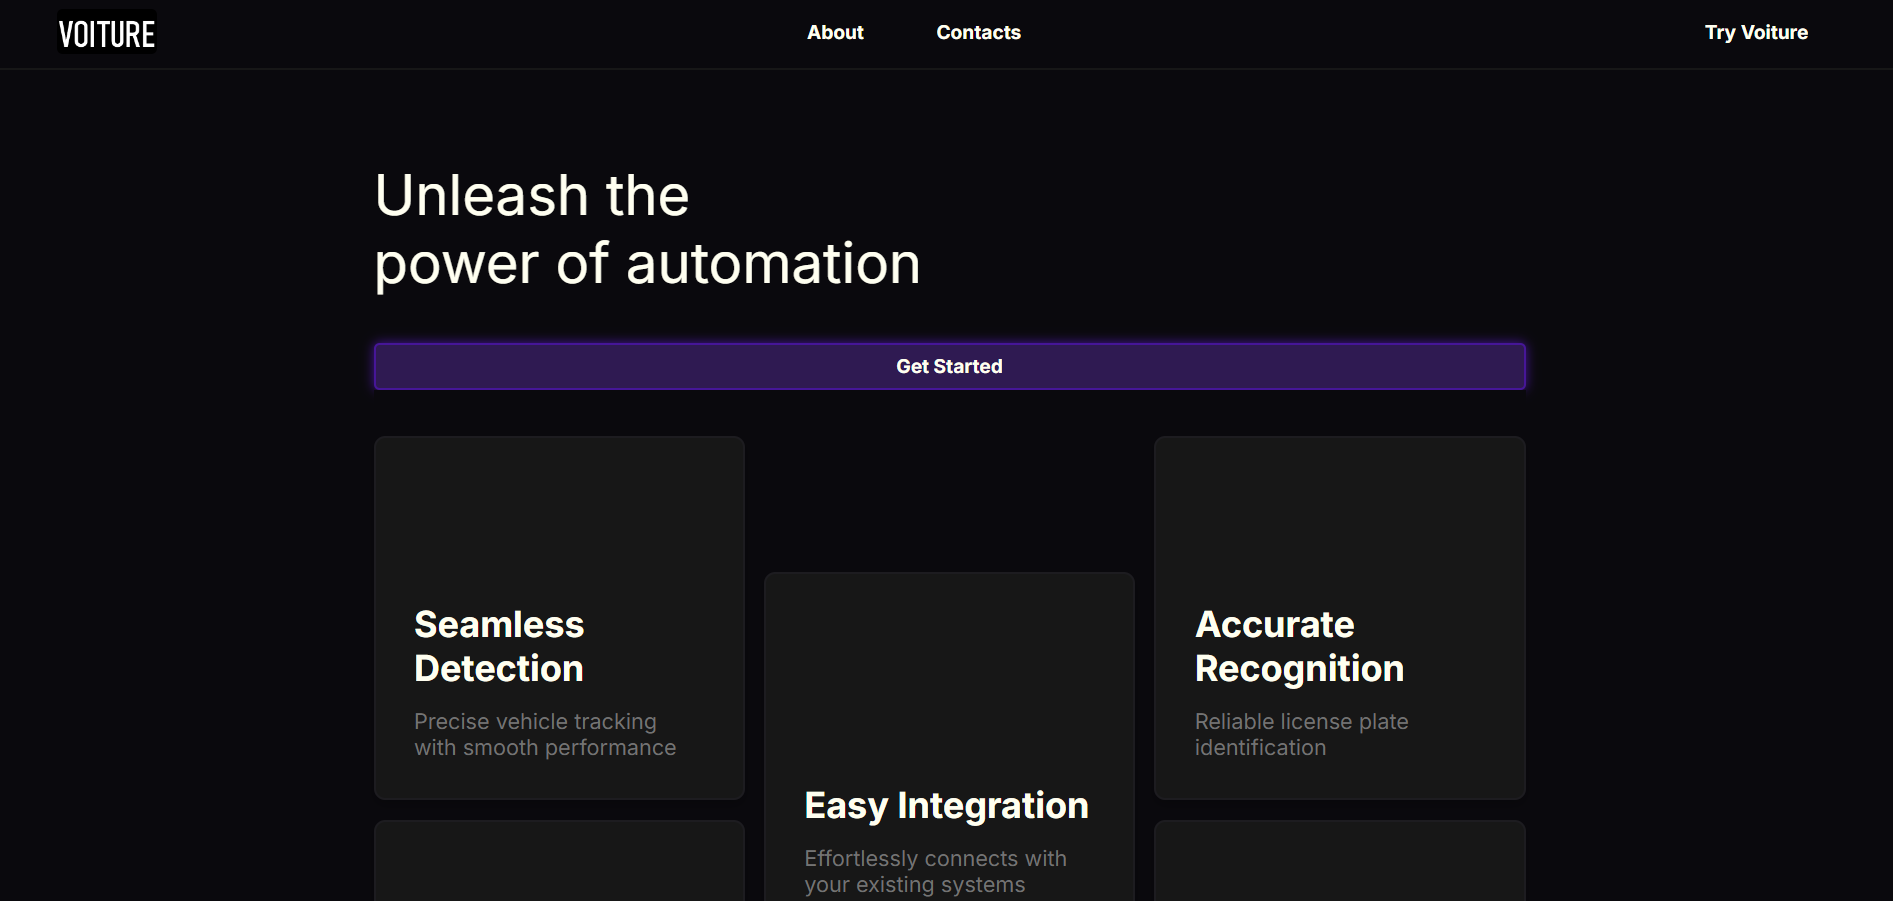 VOITURE
About
Contacts
Try Voiture
Unleash the
power of automation
Get Started
Seamless
Detection
Precise vehicle tracking
with smooth performance
Easy Integration
Effortlessly connects with
your existing systems
Accurate
Recognition
Reliable license plate
identification